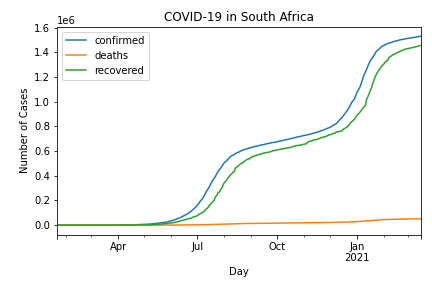 COVID-19 in South Africa
1e6
confirmed
deaths
recovered
Number of Cases
1.6
1.4
1.2
1.0
0.8
0.6
0.4
0.2
0.0
Apr
Jul
Oct
Jan
2021
Day